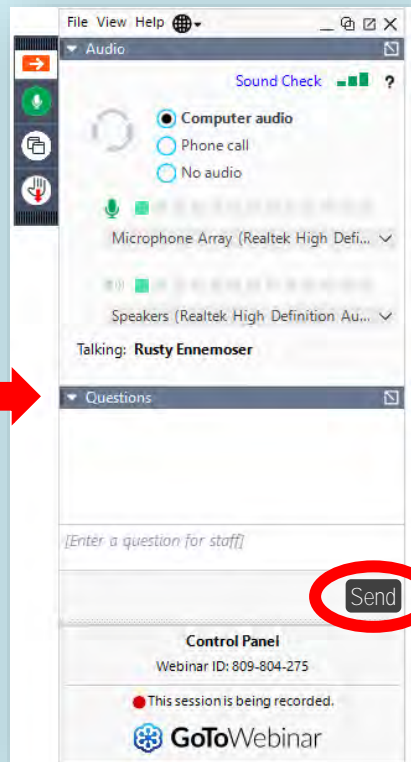 File View Help
Audio
Sound Check ?
Computer audio
Phone call
No audio
Microphone Array (Realtek High Defi...
Speakers (Realtek High Definition Au...
Talking: Rusty Ennemoser
Questions
[Enter a question for staff]
Send
Control Panel
Webinar ID: 809-804-275
This session is being recorded.
GoToWebinar